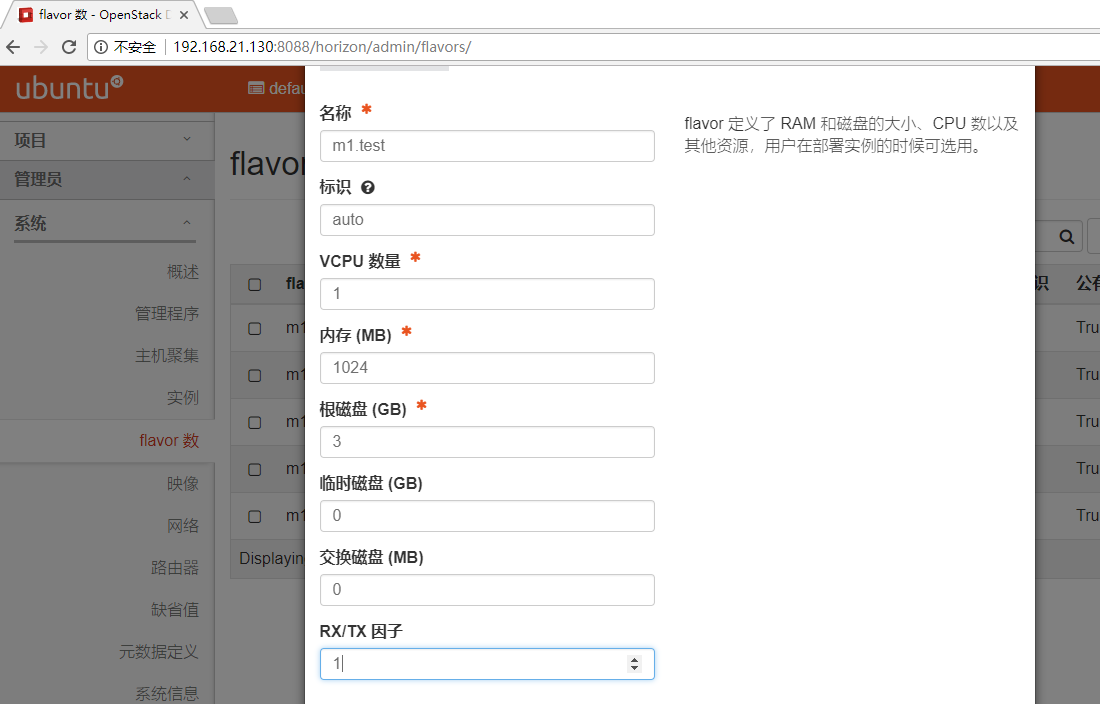 flavor 数 - OpenStack D
不安全
192.168.21.130:8088/horizon/admin/flavors/
ubuntu
defau
项目
管理员
系统
概述
管理程序
主机聚集
实例
flavor 数
映像
网络
路由器
缺省值
元数据定义
系统信息
flavor
fla
识
公有
m1
Tru
m1
Tru
m1
Tru
m1
Tru
m1
Tru
Displaying
名称 *
m1.test
标识
auto
VCPU 数量 *
1
内存 (MB) *
1024
根磁盘 (GB) *
3
临时磁盘 (GB)
0
交换磁盘 (MB)
0
RX/TX 因子
1
flavor 定义了 RAM 和磁盘的大小、CPU 数以及
其他资源，用户在部署实例的时候可选用。